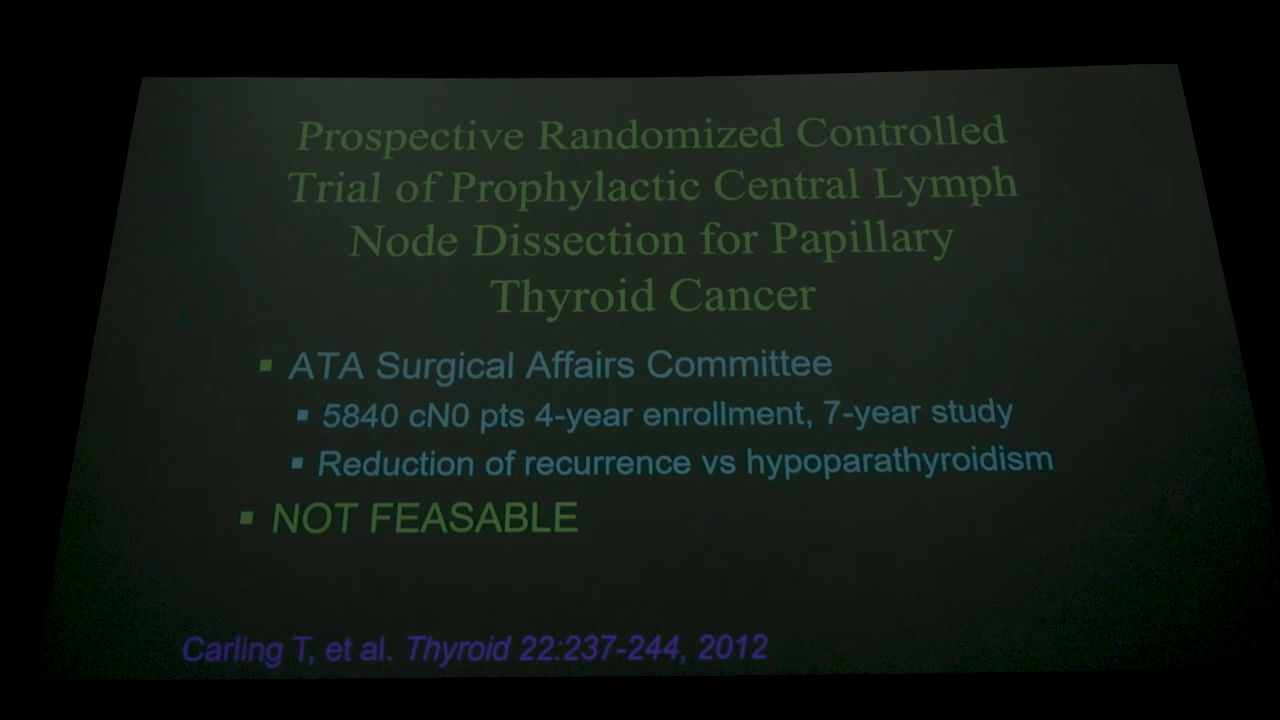 Prospective Randomized Controlled
Trial of Prophylactic Central Lymph
Node Dissection for Papillary
Thyroid Cancer
ATA Surgical Affairs Committee
5840 cN0 pts 4-year enrollment, 7-year study
Reduction of recurrence vs hypoparathyroidism
NOT FEASABLE
Carling T, et al. Thyroid 22:237-244, 2012